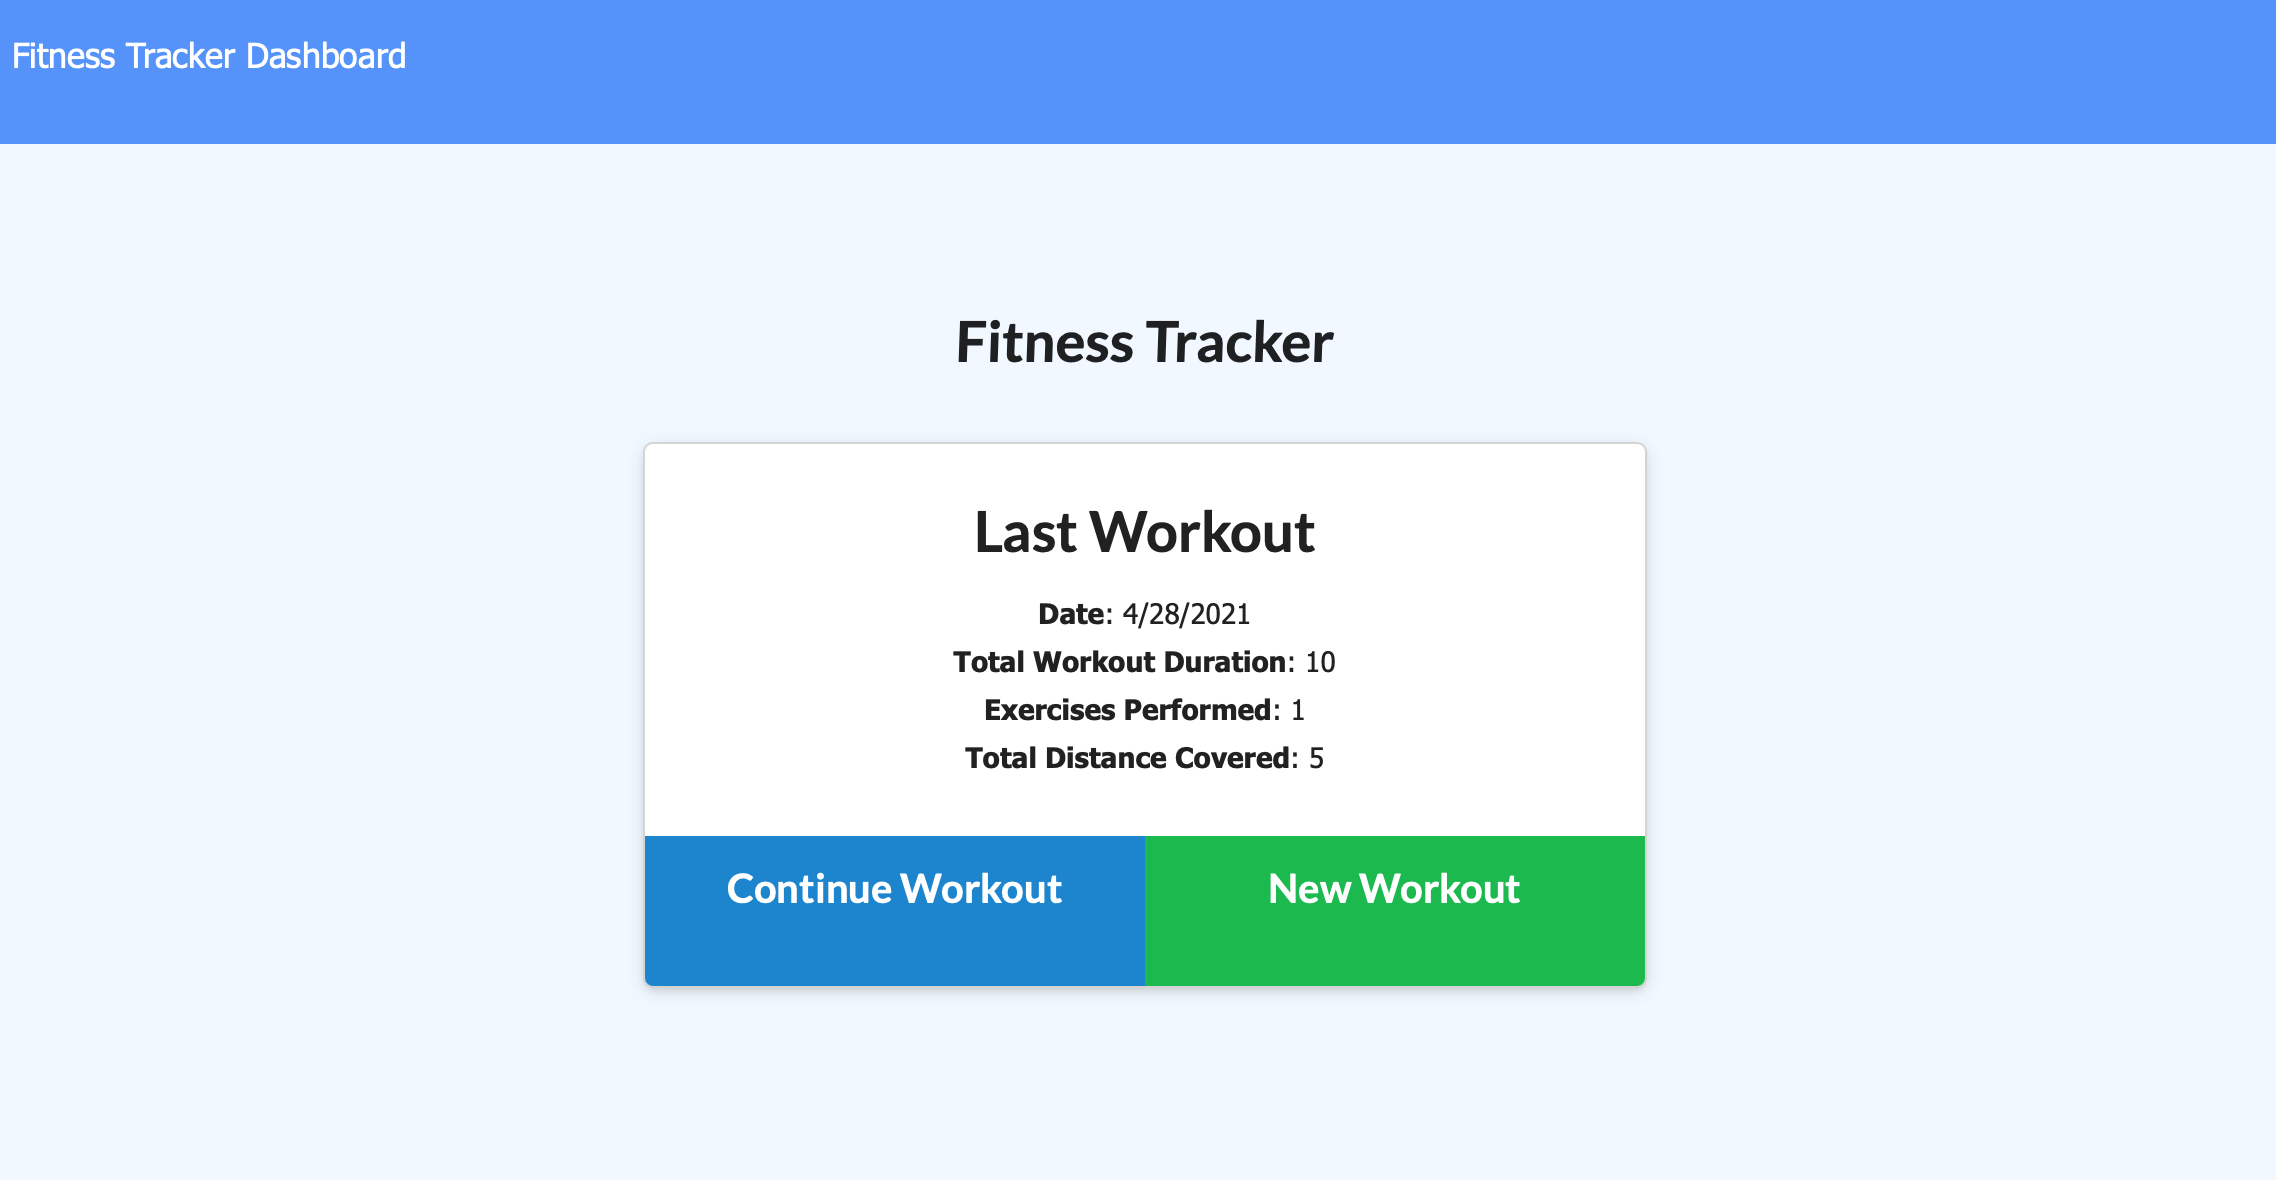 Fitness Tracker Dashboard
Fitness Tracker
Last Workout
Date: 4/28/2021
Total Workout Duration: 10
Exercises Performed: 1
Total Distance Covered: 5
Continue Workout
New Workout